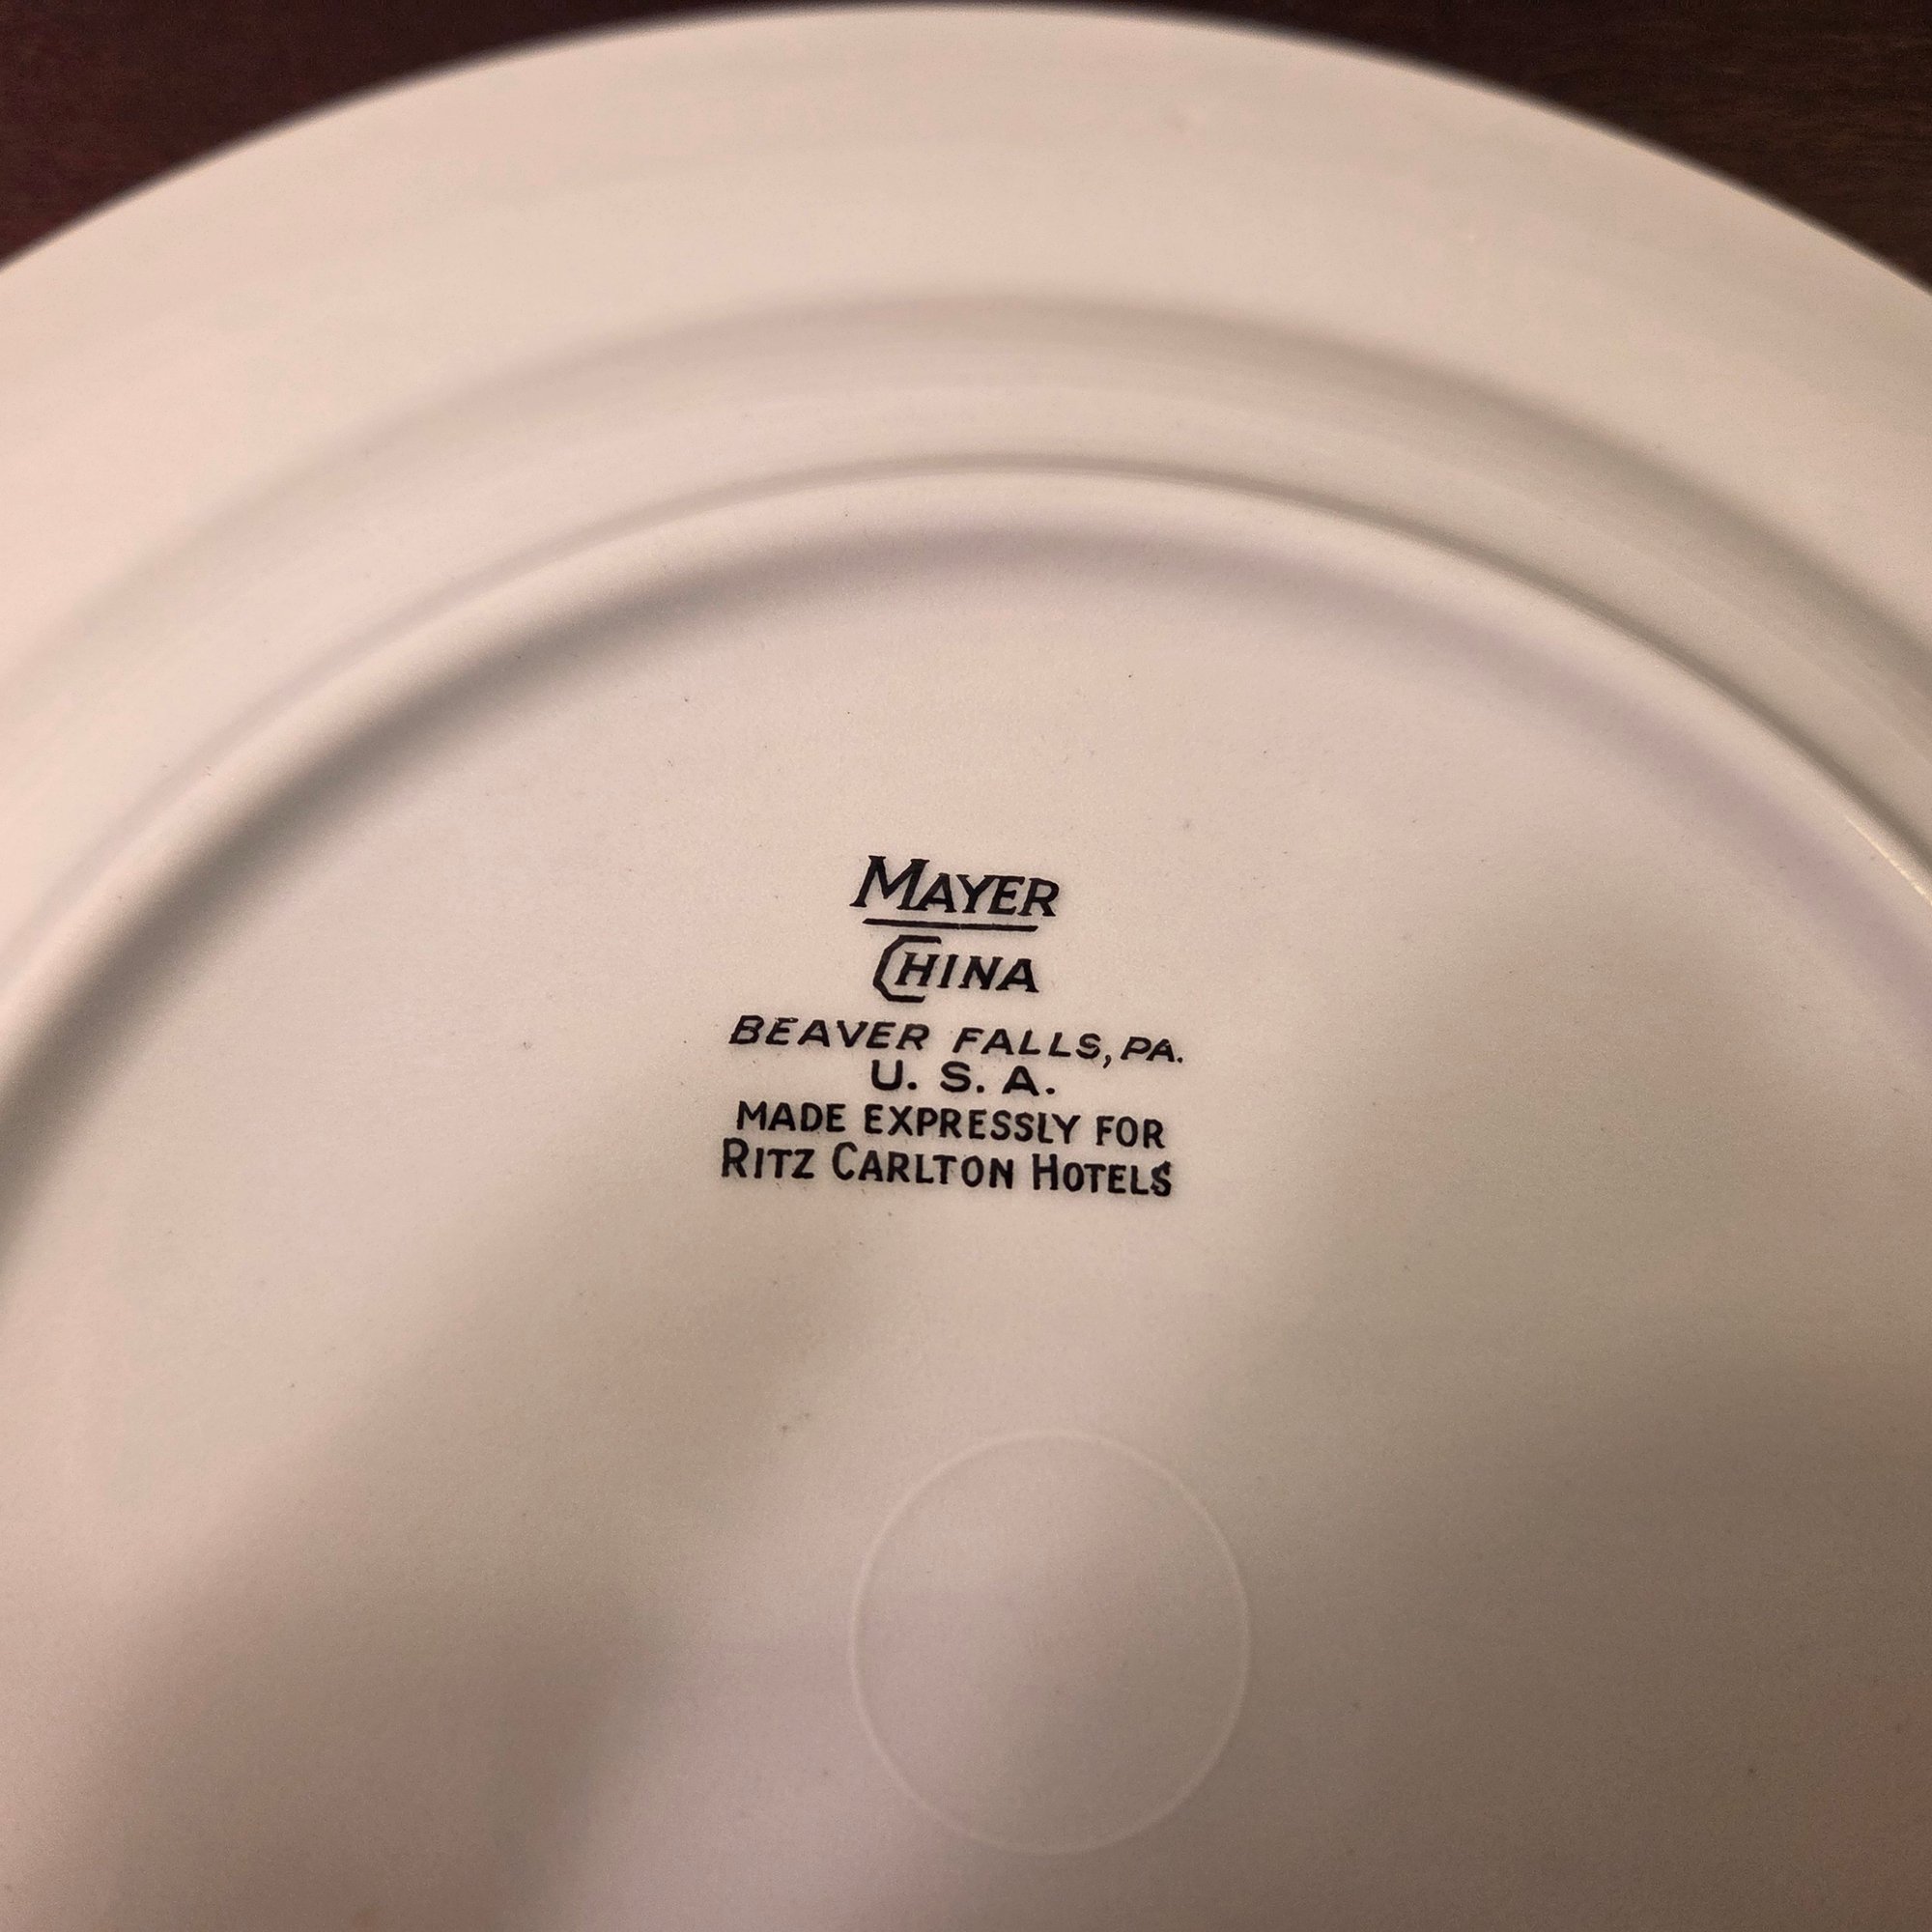 MAYER
CHINA
BEAVER FALLS, PA.
U. S. A.
MADE EXPRESSLY FOR
RITZ CARLTON HOTELS